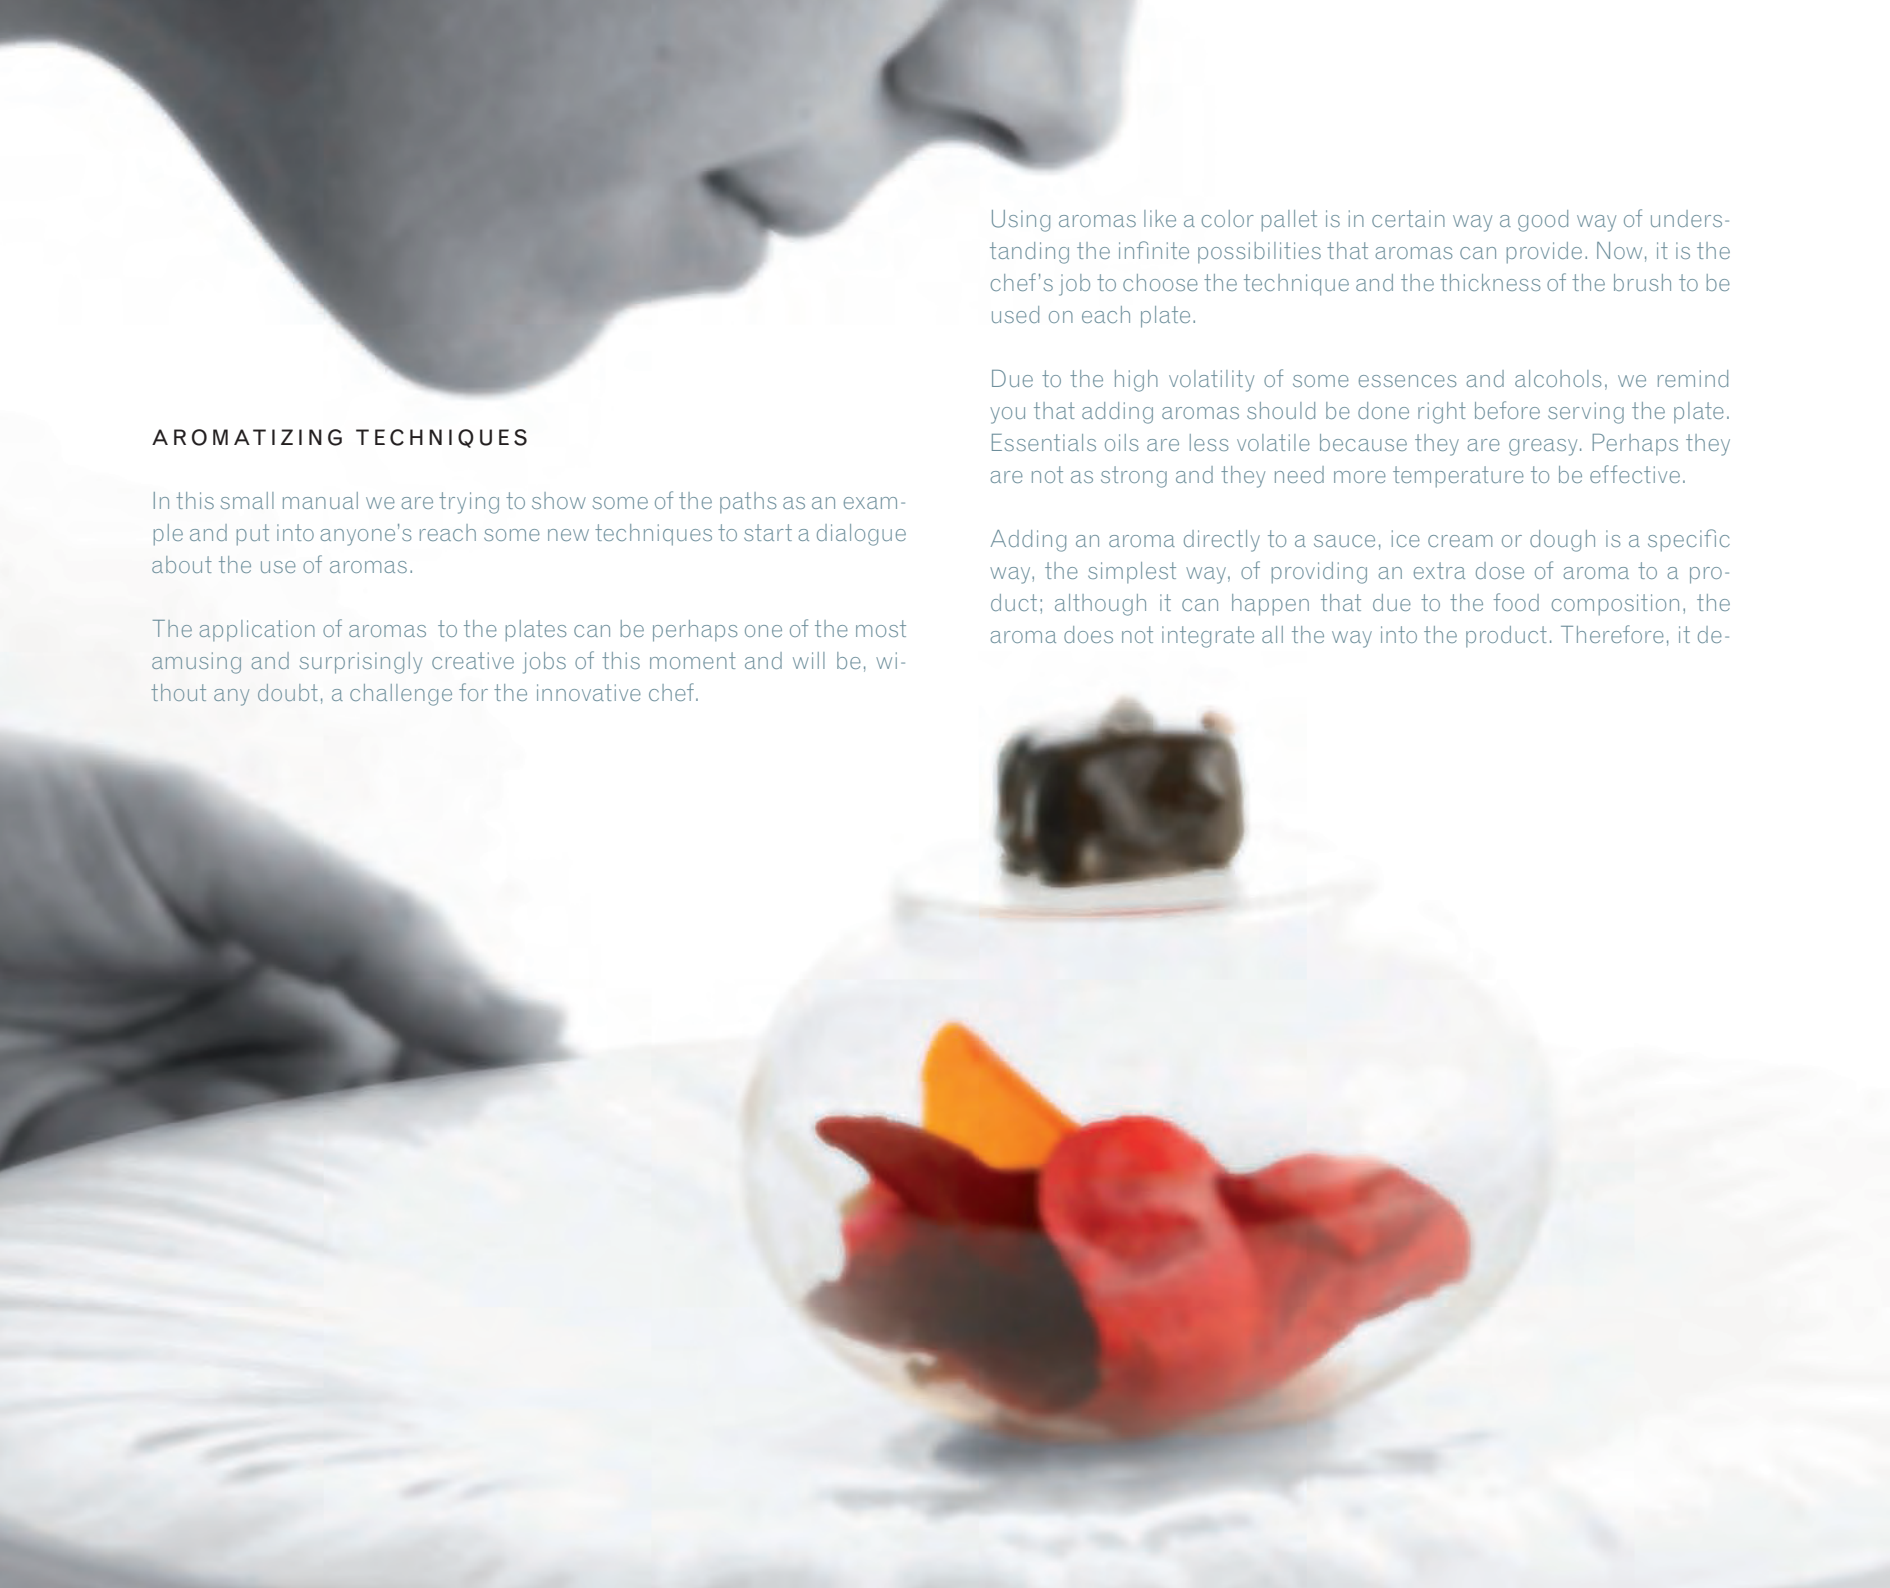 AROMATIZING TECHNIQUES
In this small manual we are trying to show some of the paths as an exam-
ple and put into anyone's reach some new techniques to start a dialogue
about the use of aromas.
The application of aromas  to the plates can be perhaps one of the most
amusing and surprisingly creative jobs of this moment and will be, wi-
thout any doubt, a challenge for the innovative chef.
Using aromas like a color pallet is in certain way a good way of unders-
tanding the infinite possibilities that aromas can provide. Now, it is the
chef's job to choose the technique and the thickness of the brush to be
used on each plate.
Due to the high volatility of some essences and alcohols, we remind
you that adding aromas should be done right before serving the plate.
Essentials oils are less volatile because they are greasy. Perhaps they
are not as strong and they need more temperature to be effective.
Adding an aroma directly to a sauce, ice cream or dough is a specific
way, the simplest way, of providing an extra dose of aroma to a pro-
duct; although it can happen that due to the food composition, the
aroma does not integrate all the way into the product. Therefore, it de-